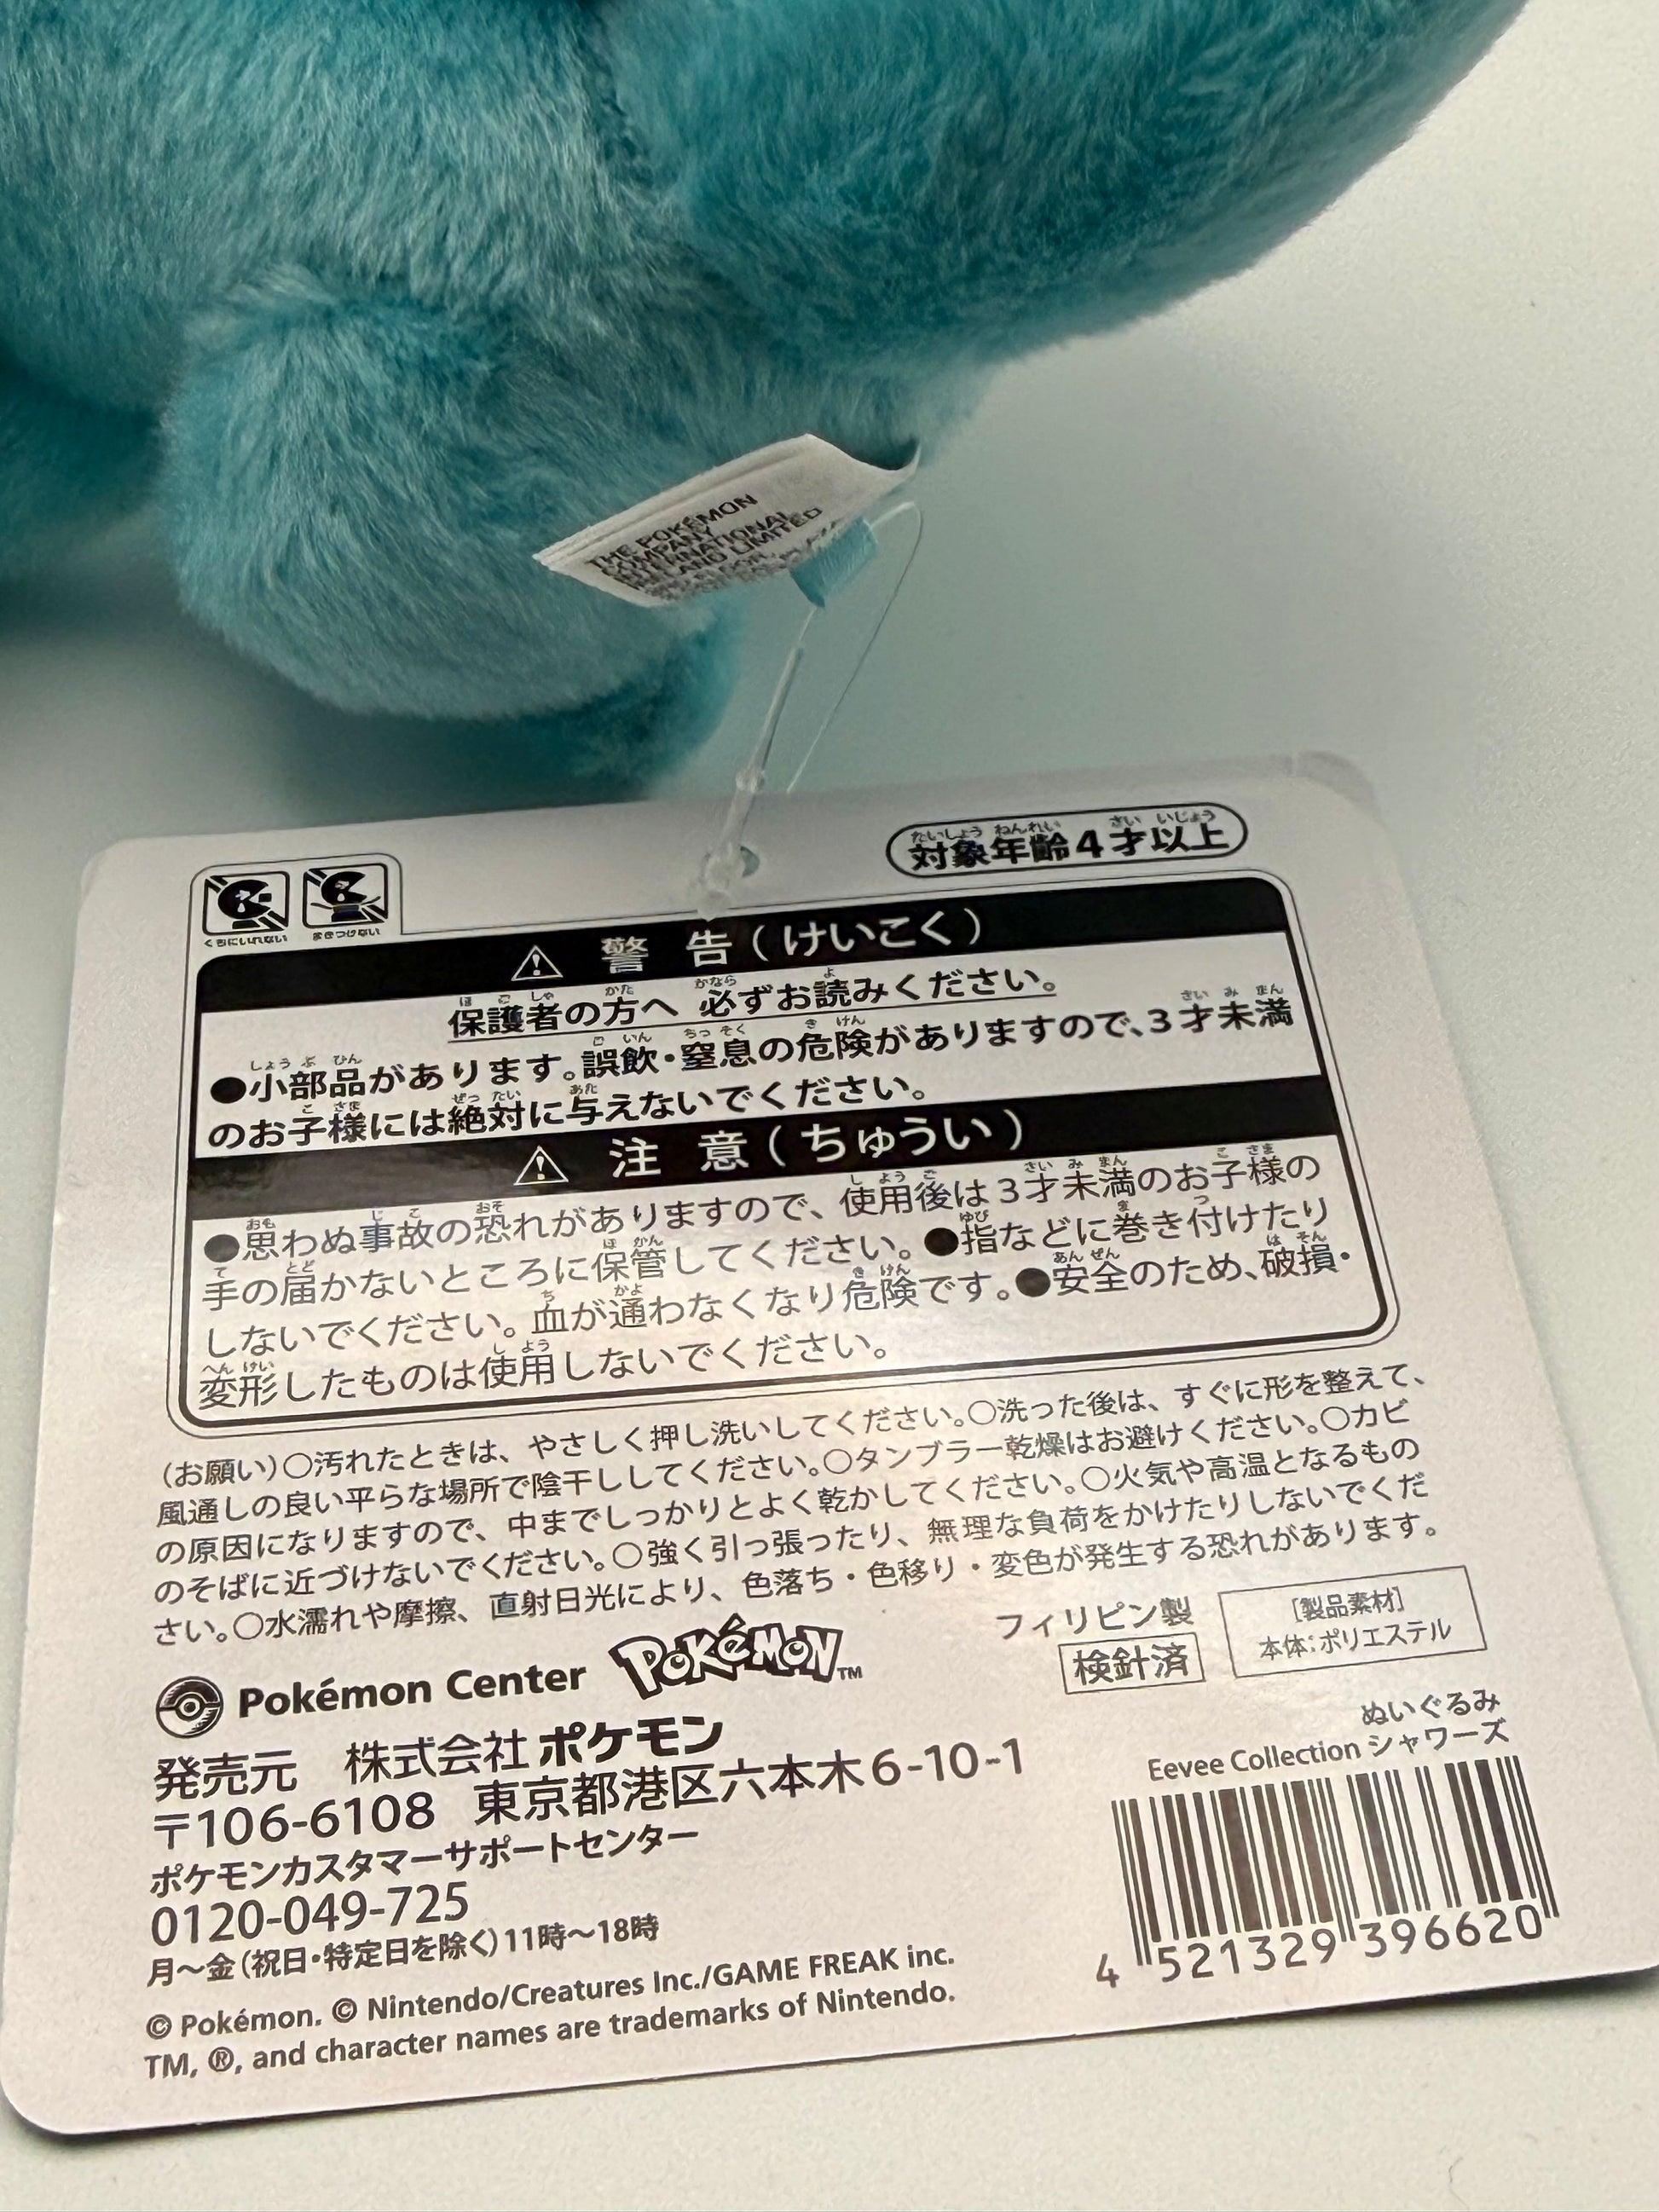 THE POKÉMON
COMPANY
INTERNATIONAL
IRELAND LIMITED
対象年齢4才以上
くちにいれない
まきつけない
警 告(けいこく)
保護者の方へ 必ずお読みください。
●小部品があります。誤飲・窒息の危険がありますので、3才未満
のお子様には絶対に与えないでください。
注 意(ちゅうい)
●思わぬ事故の恐れがありますので、使用後は3才未満のお子様の
手の届かないところに保管してください。●指などに巻き付けたり
しないでください。血が通わなくなり危険です。●安全のため、破損・
変形したものは使用しないでください。
(お願い)○汚れたときは、やさしく押し洗いしてください。○洗った後は、すぐに形を整えて、
風通しの良い平らな場所で陰干ししてください。○タンブラー乾燥はお避けください。○カビ
の原因になりますので、中までしっかりとよく乾かしてください。○火気や高温となるもの
のそばに近づけないでください。○強く引っ張ったり、無理な負荷をかけたりしないでくだ
さい。○水濡れや摩擦、直射日光により、色落ち・色移り・変色が発生する恐れがあります。
フィリピン製
検針済
[製品素材]
本体:ポリエステル
Pokémon Center POKéMON TM
発売元 株式会社ポケモン
〒106-6108 東京都港区六本木6-10-1
ポケモンカスタマーサポートセンター
0120-049-725
月～金(祝日・特定日を除く)11時～18時
© Pokémon. © Nintendo/Creatures Inc./GAME FREAK inc.
TM, ®, and character names are trademarks of Nintendo.
ぬいぐるみ
Eevee Collection シャワーズ
4 521329 396620